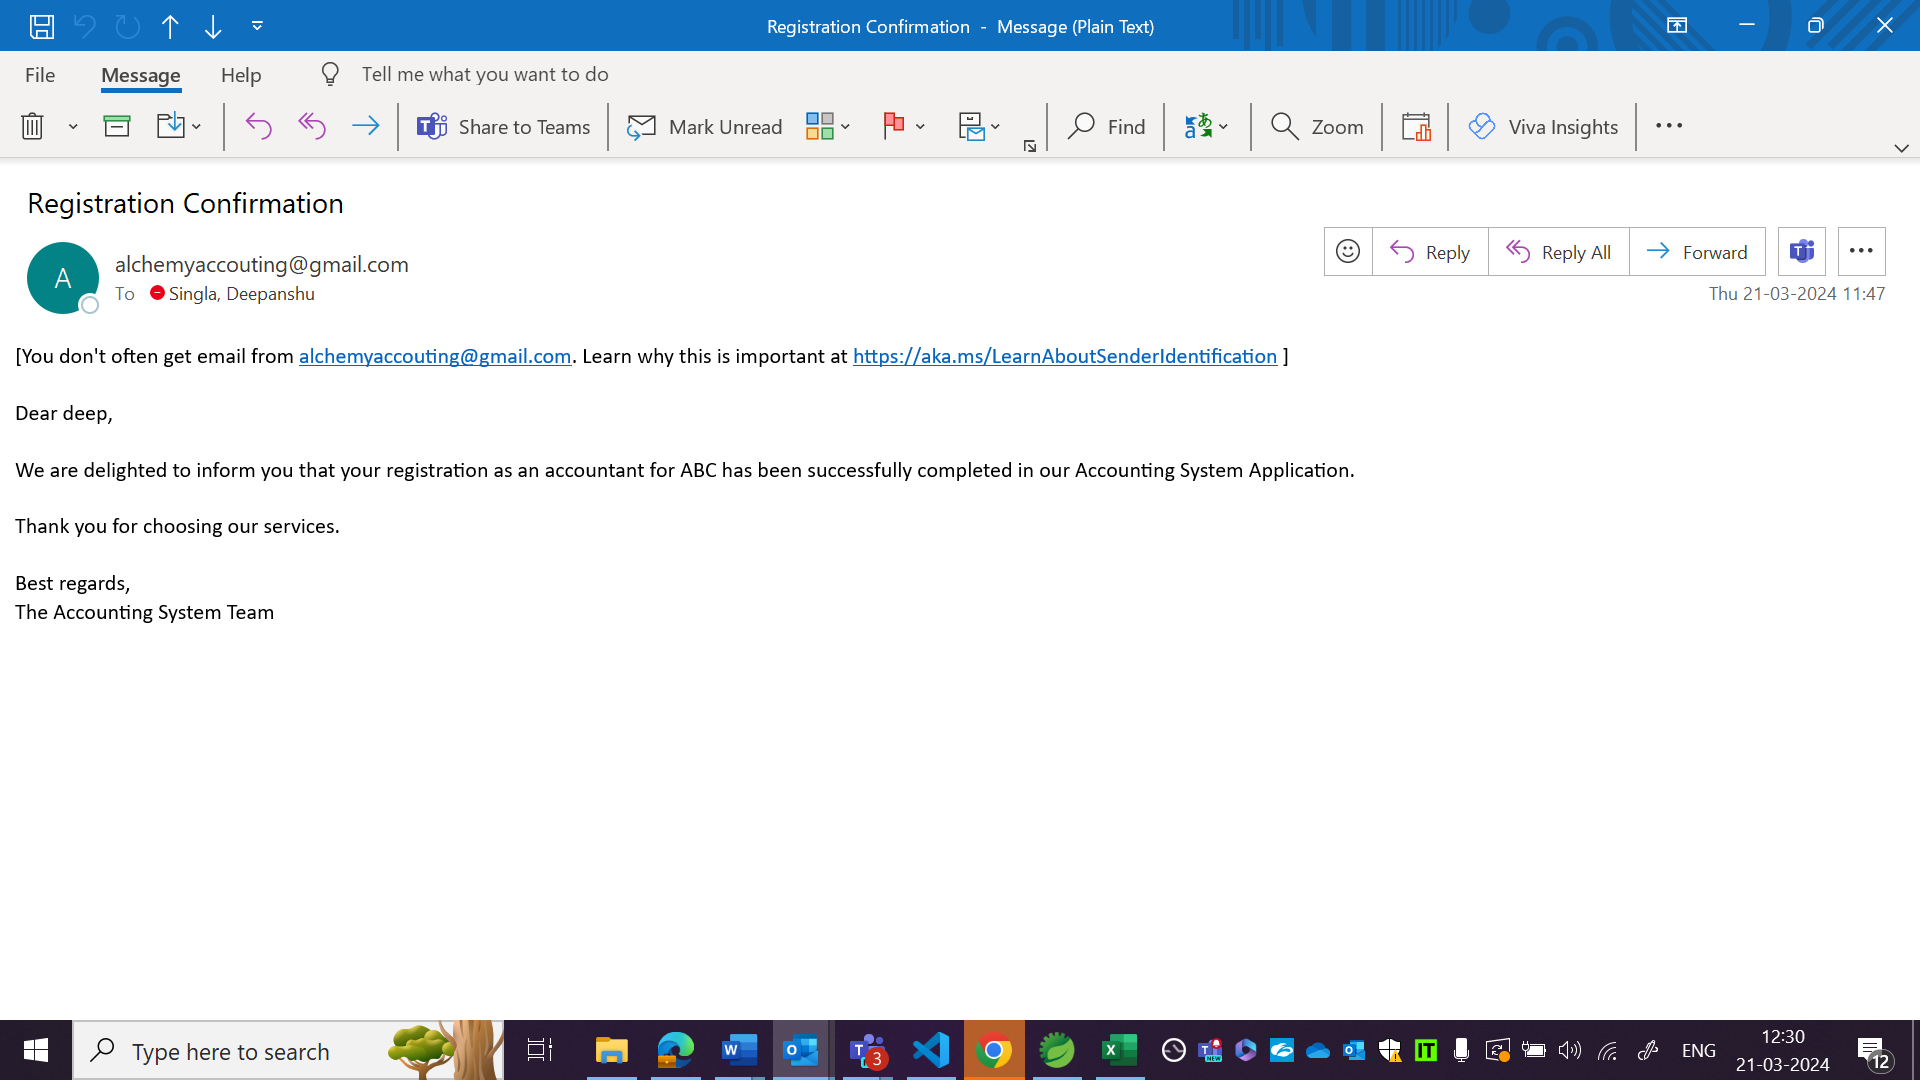 Registration Confirmation - Message (Plain Text)
File Message Help Tell me what you want to do
Share to Teams Mark Unread Find Zoom Viva Insights
Registration Confirmation
A
alchemyaccouting@gmail.com
To Singla, Deepanshu
Reply Reply All Forward
Thu 21-03-2024 11:47
[You don't often get email from alchemyaccouting@gmail.com. Learn why this is important at https://aka.ms/LearnAboutSenderIdentification ]
Dear deep,
We are delighted to inform you that your registration as an accountant for ABC has been successfully completed in our Accounting System Application.
Thank you for choosing our services.
Best regards,
The Accounting System Team
Type here to search
3
ENG
12:30
21-03-2024
12